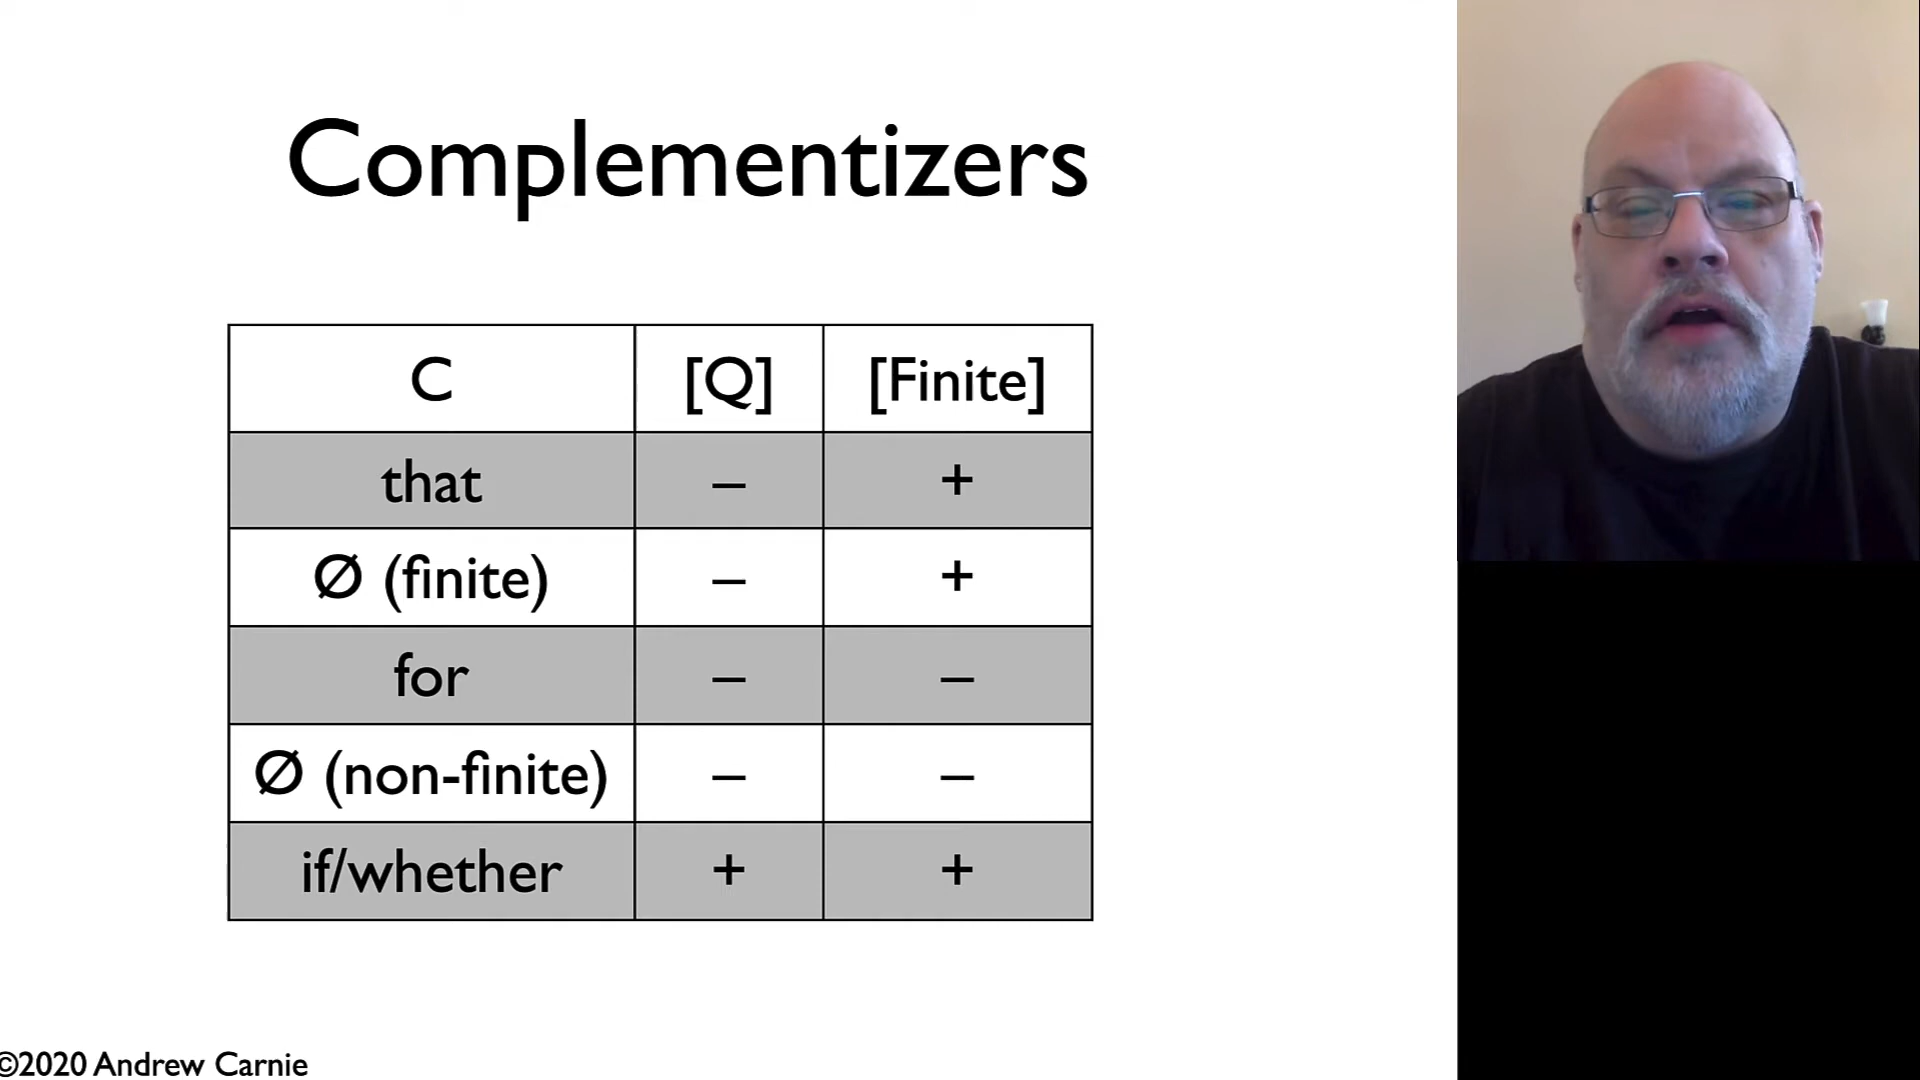 Complementizers
C [Q] [Finite]
that – +
Ø (finite) – +
for – –
Ø (non-finite) – –
if/whether + +
©2020 Andrew Carnie